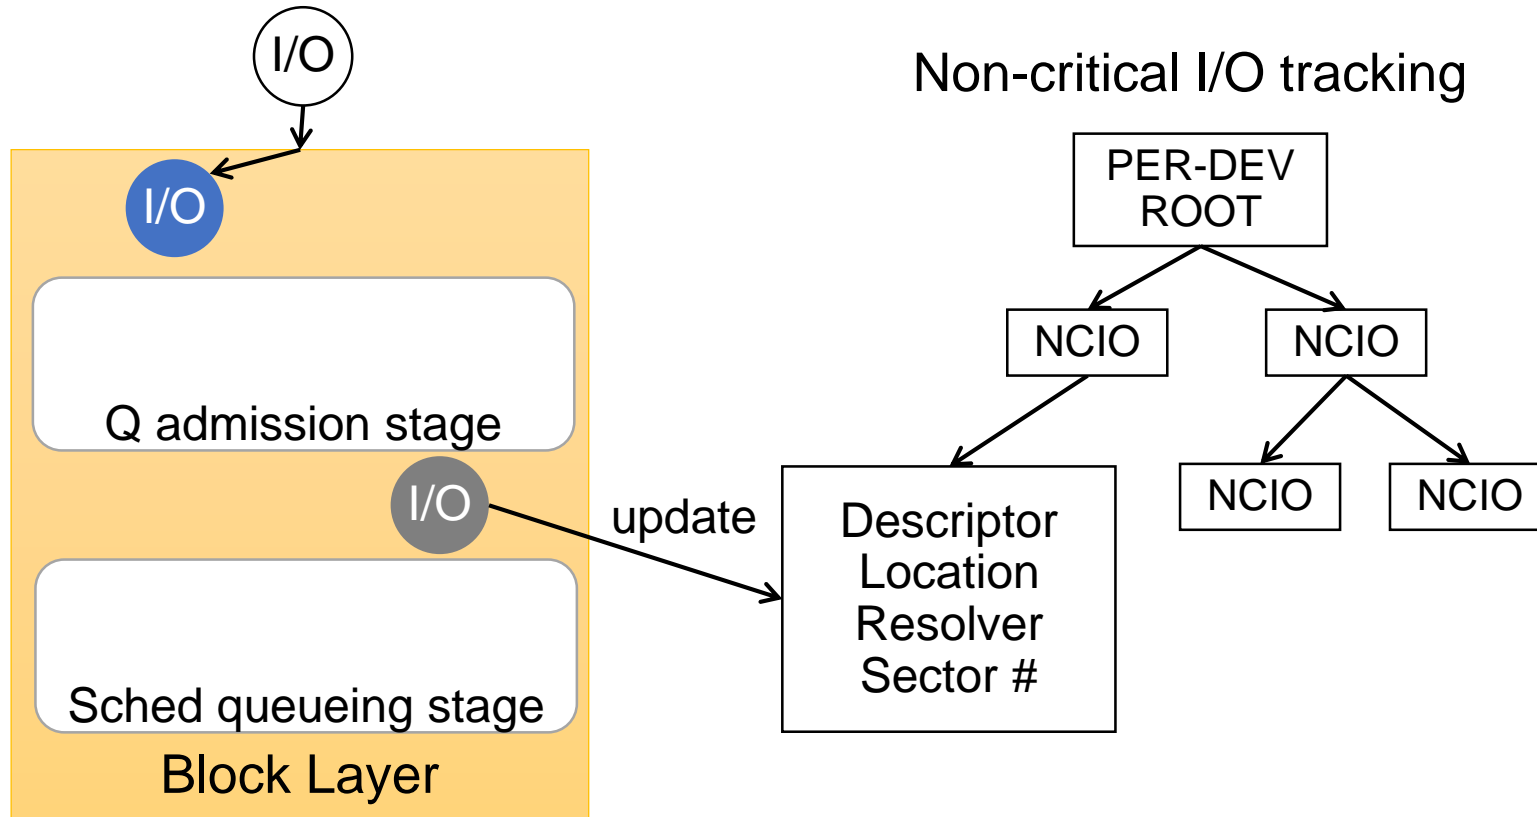 I/O
I/O
Q admission stage
I/O
Sched queueing stage
Block Layer
update
Non-critical I/O tracking
PER-DEV
ROOT
NCIO
NCIO
NCIO
NCIO
Descriptor
Location
Resolver
Sector #